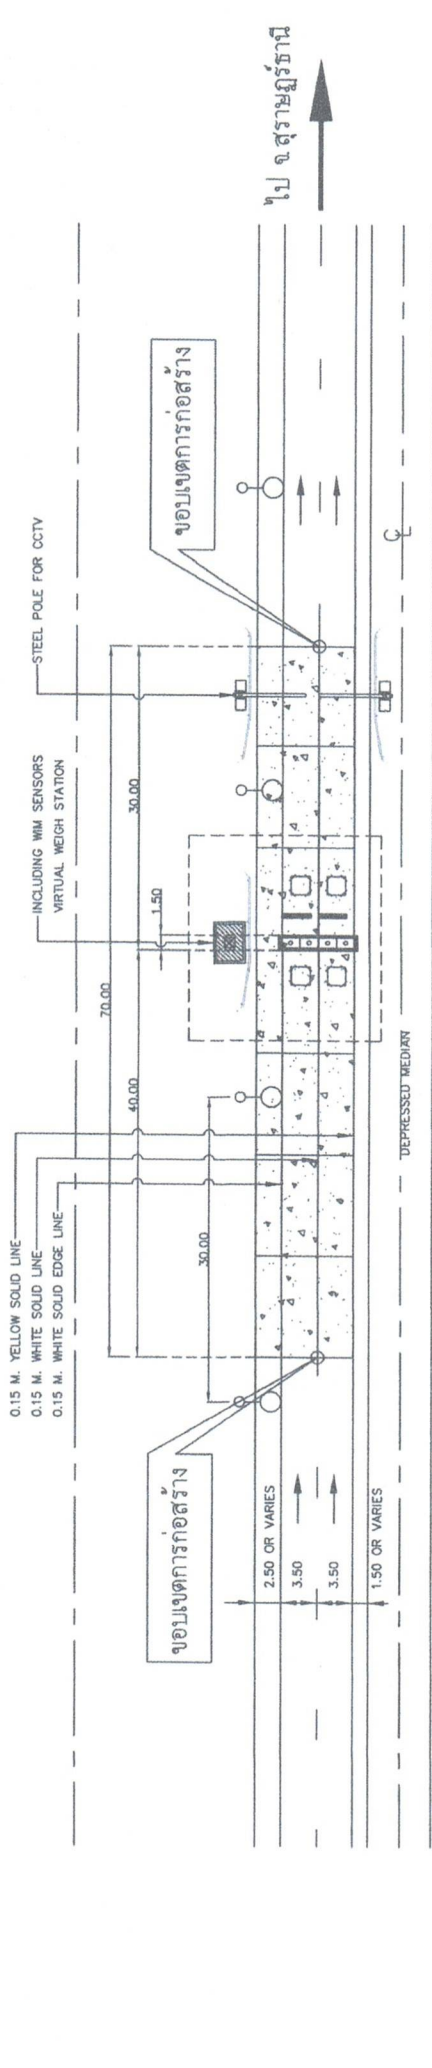 0.15 M. YELLOW SOLID LINE
0.15 M. WHITE SOLID LINE
0.15 M. WHITE SOLID EDGE LINE
INCLUDING WIM SENSORS
VIRTUAL WEIGH STATION
STEEL POLE FOR CCTV
70.00
40.00
30.00
1.50
30.00
ขอบเขตการก่อสร้าง
ขอบเขตการก่อสร้าง
ไป จ.สุราษฎร์ธานี
2.50 OR VARIES
3.50
3.50
1.50 OR VARIES
DEPRESSED MEDIAN
CL